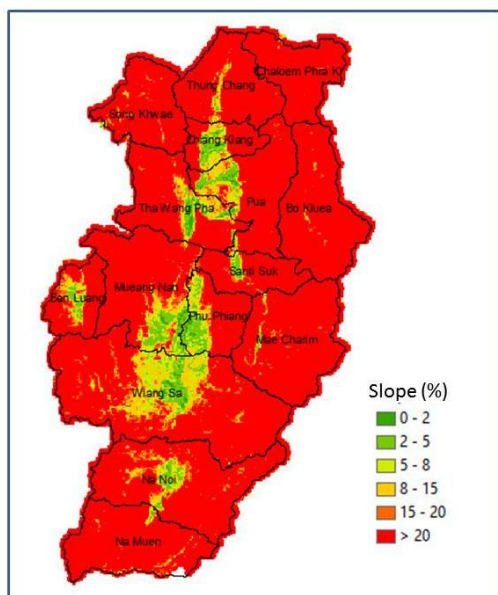 Chaloem Phra Ki
Thung Chang
Song Khwae
Chiang Klang
Tha Wang Pha
Pua
Bo Kluea
Santi Suk
Mueang Nan
Ban Luang
Phu Phiang
Mae Charim
Wiang Sa
Na Noi
Na Muen
Slope (%)
0 - 2
2 - 5
5 - 8
8 - 15
15 - 20
> 20